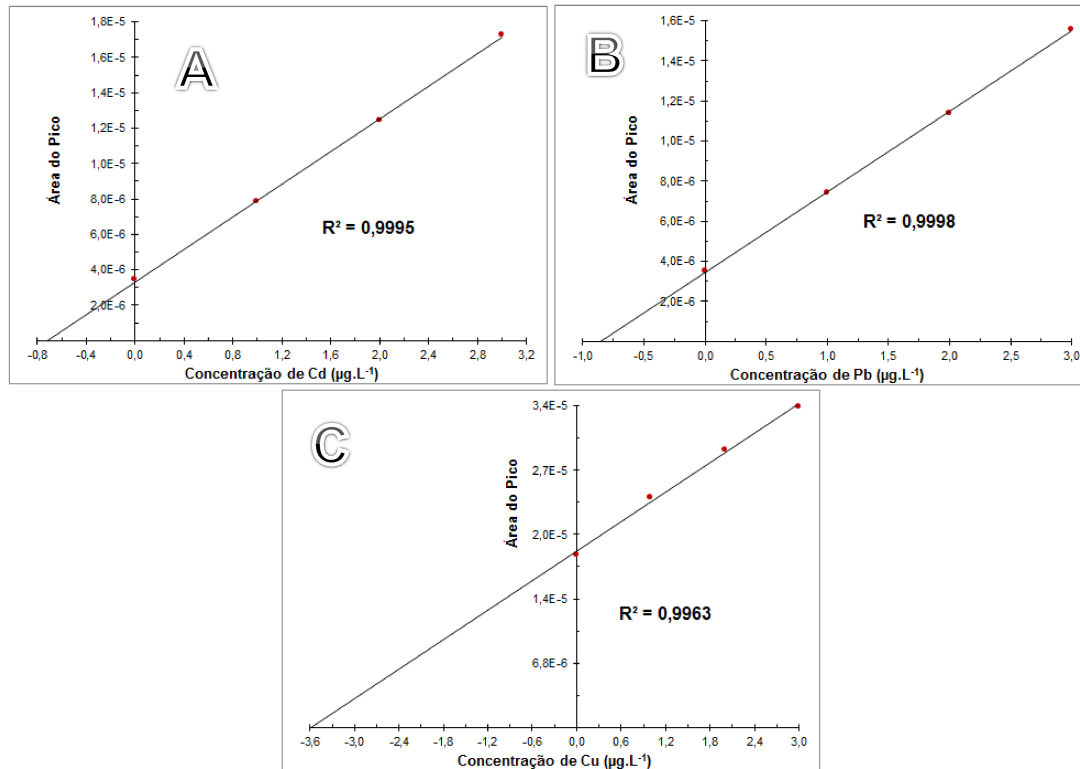 A
Área do Pico
1,8E-5
1,6E-5
1,4E-5
1,2E-5
1,0E-5
8,0E-6
6,0E-6
4,0E-6
2,0E-6
R² = 0,9995
-0,8 -0,4 0,0 0,4 0,8 1,2 1,6 2,0 2,4 2,8 3,2
Concentração de Cd (µg.L⁻¹)
B
Área do Pico
1,6E-5
1,4E-5
1,2E-5
1,0E-5
8,0E-6
6,0E-6
4,0E-6
2,0E-6
R² = 0,9998
-1,0 -0,5 0,0 0,5 1,0 1,5 2,0 2,5 3,0
Concentração de Pb (µg.L⁻¹)
C
Área do Pico
3,4E-5
2,7E-5
2,0E-5
1,4E-5
6,8E-6
R² = 0,9963
-3,6 -3,0 -2,4 -1,8 -1,2 -0,6 0,0 0,6 1,2 1,8 2,4 3,0
Concentração de Cu (µg.L⁻¹)